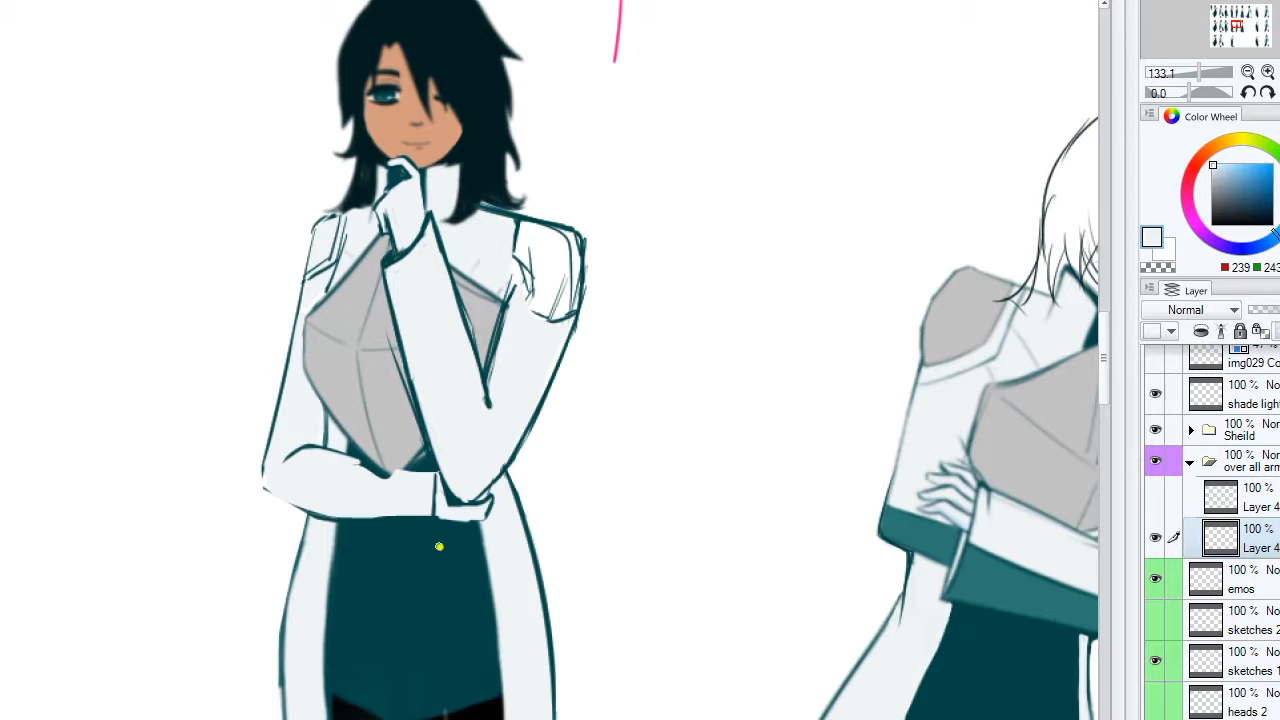 133.1
0.0
Color Wheel
239 243
Layer
Normal
img029 Co
100 % No
shade light
100 % Nor
Sheild
100 % Nor
over all arm
100 %
Layer 4
100 %
Layer 4
100 % No
emos
100 % No
sketches 2
100 % No
sketches 1
100 % No
heads 2